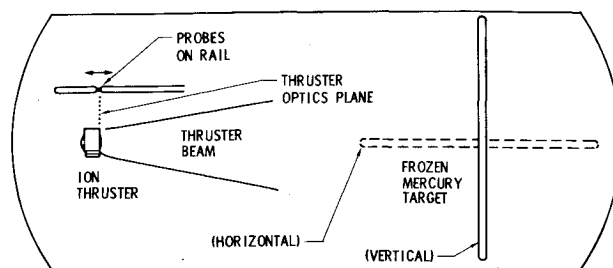 PROBES
ON RAIL
THRUSTER
OPTICS PLANE
THRUSTER
BEAM
ION
THRUSTER
FROZEN
MERCURY
TARGET
(HORIZONTAL)
(VERTICAL)